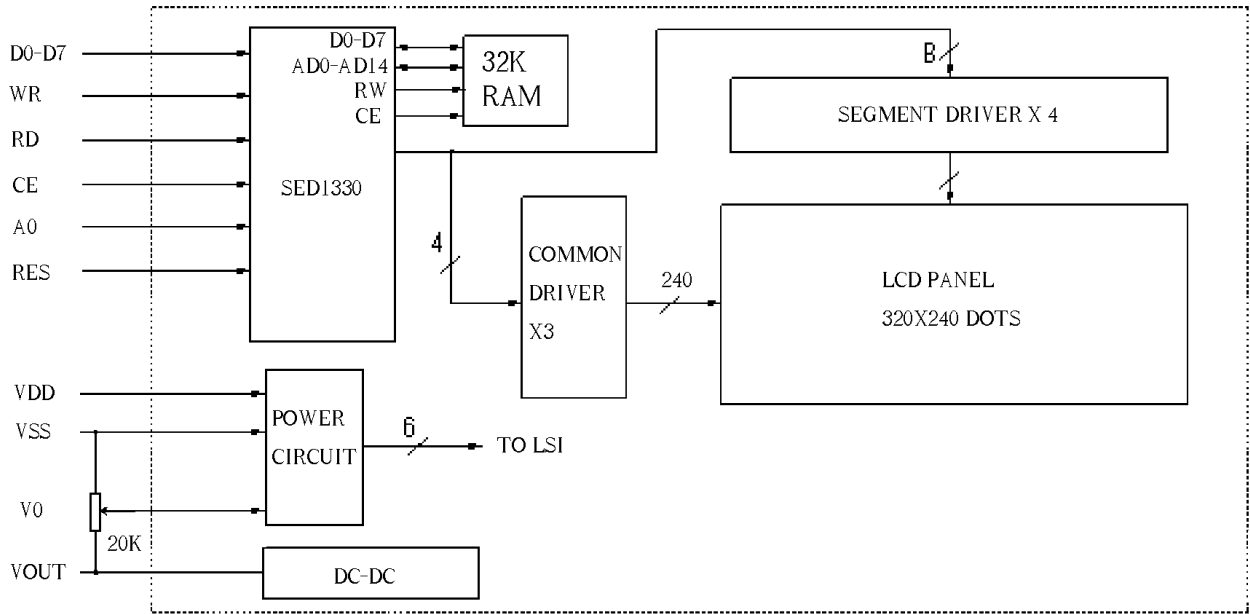 D0-D7
WR
RD
CE
A0
RES
SED1330
D0-D7
AD0-AD14
RW
CE
32K
RAM
8
SEGMENT DRIVER X 4
4
COMMON
DRIVER
X3
240
LCD PANEL
320X240 DOTS
VDD
VSS
V0
VOUT
20K
POWER
CIRCUIT
6
TO LSI
DC-DC